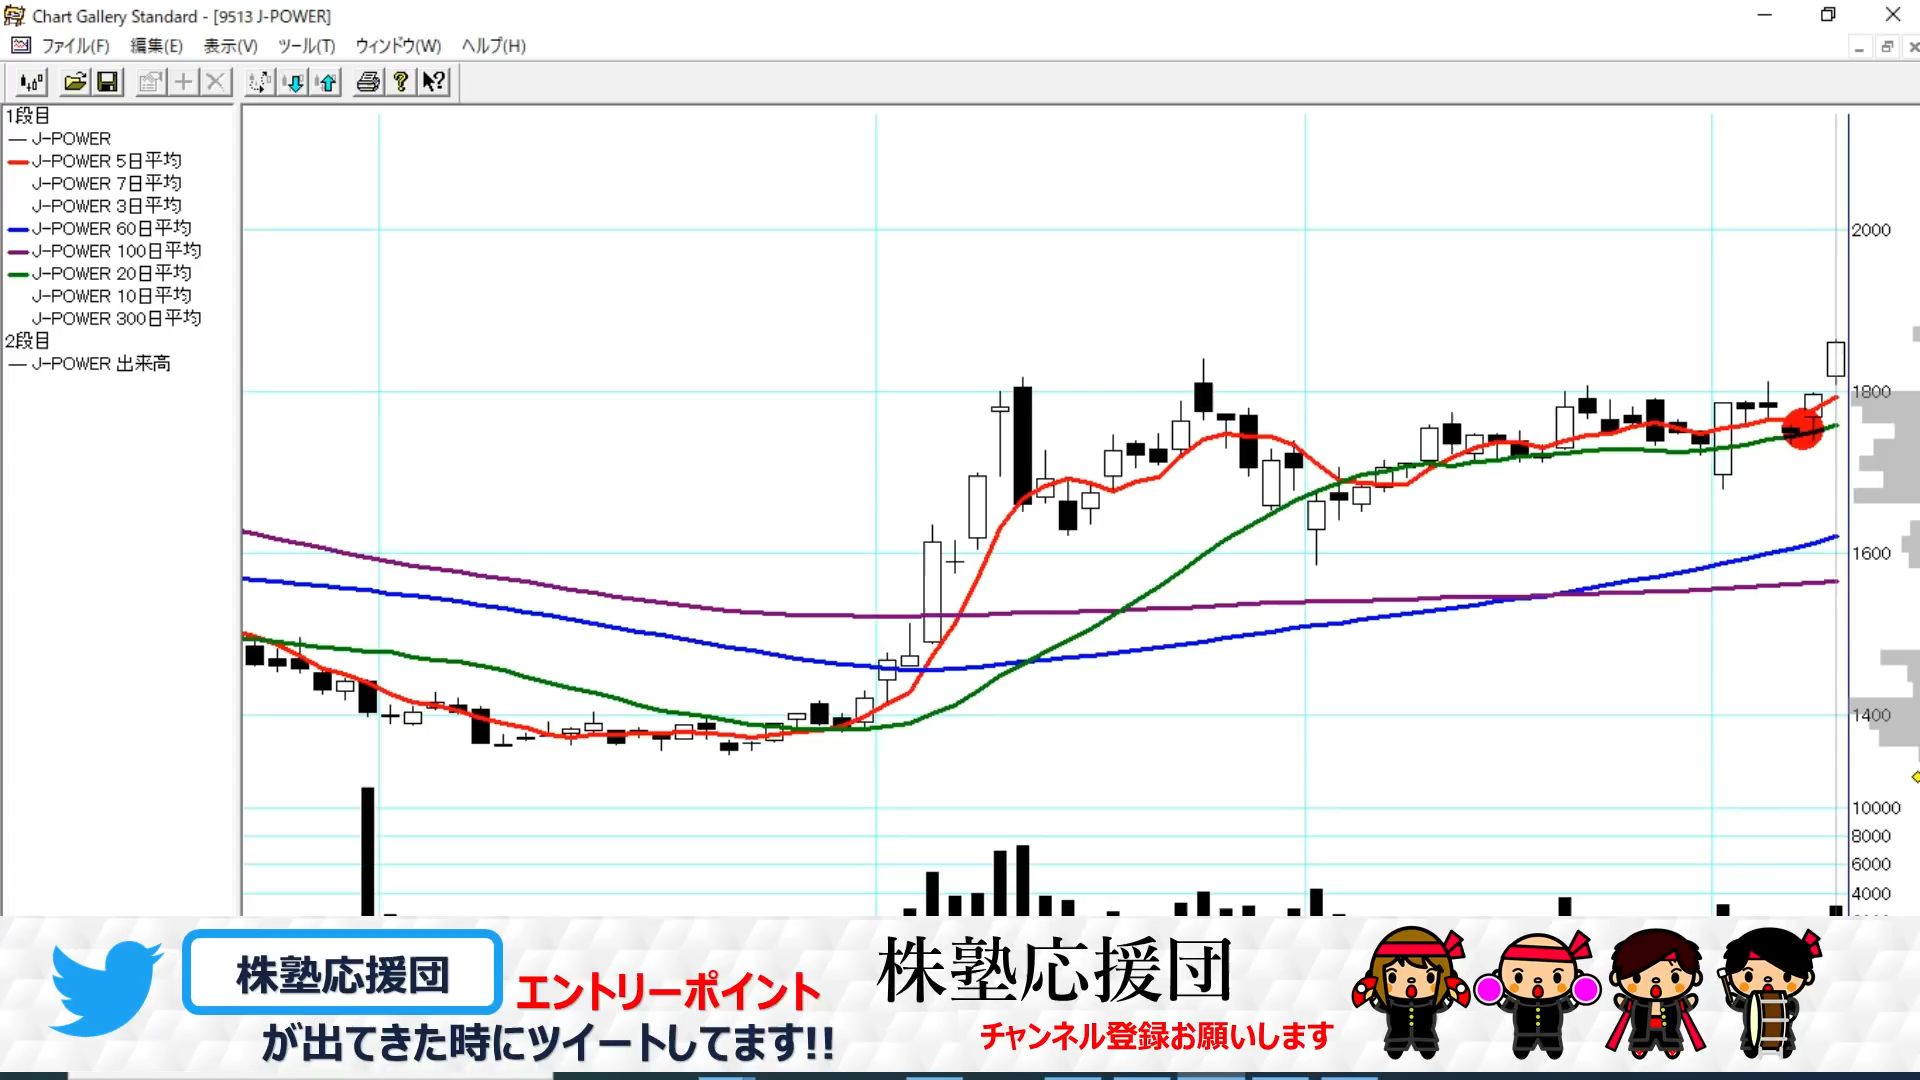 Chart Gallery Standard - [9513 J-POWER]
ファイル(F) 編集(E) 表示(V) ツール(T) ウィンドウ(W) ヘルプ(H)
1段目
J-POWER
J-POWER 5日平均
J-POWER 7日平均
J-POWER 3日平均
J-POWER 60日平均
J-POWER 100日平均
J-POWER 20日平均
J-POWER 10日平均
J-POWER 300日平均
2段目
J-POWER 出来高
2000
1800
1600
1400
10000
8000
6000
4000
株塾応援団
エントリーポイント
が出てきた時にツイートしてます!!
株塾応援団
チャンネル登録お願いします